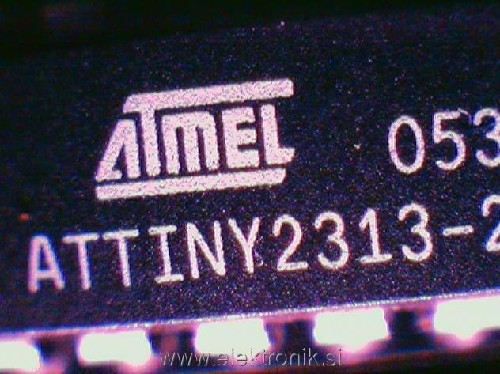 ATMEL 053
ATTINY2313-2
www.elektronik.si